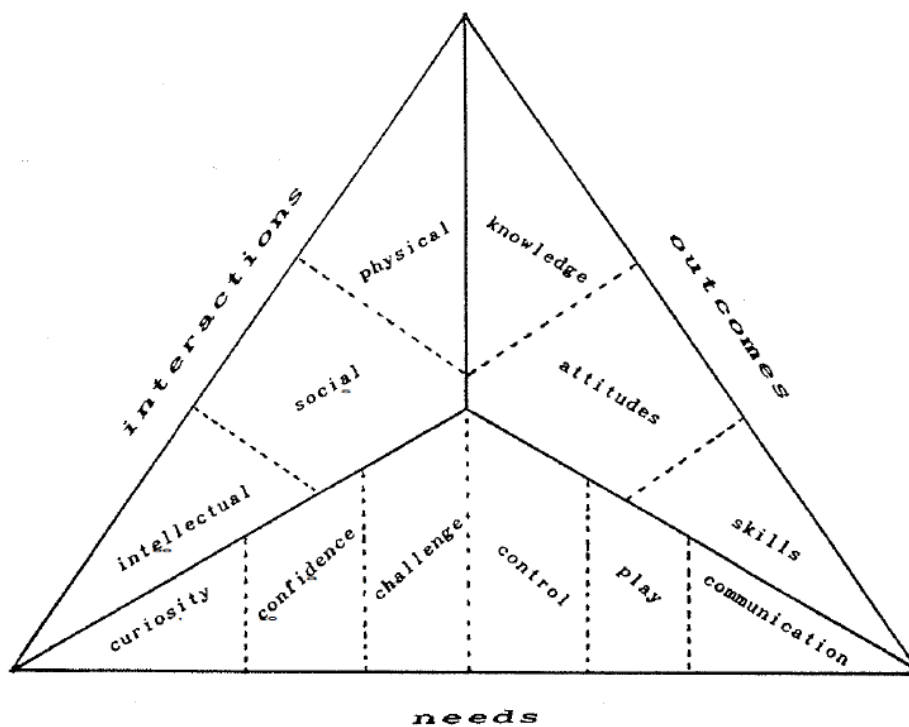 interactions
outcomes
physical
knowledge
social
attitudes
intellectual
skills
curiosity
confidence
challenge
control
play
communication
needs